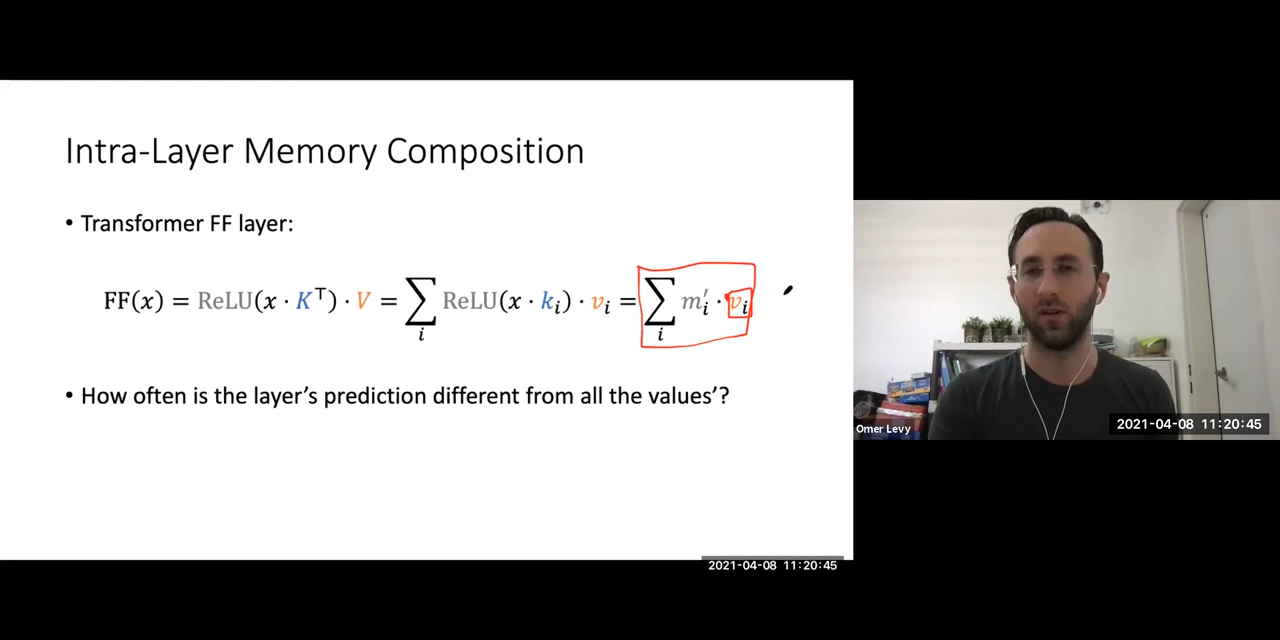 Intra-Layer Memory Composition
• Transformer FF layer:
FF(x) = ReLU(x · K⊤) · V = ∑i ReLU(x · ki) · vi = ∑i m′i · vi
• How often is the layer’s prediction different from all the values’?
Omer Levy
2021-04-08 11:20:45
2021-04-08 11:20:45